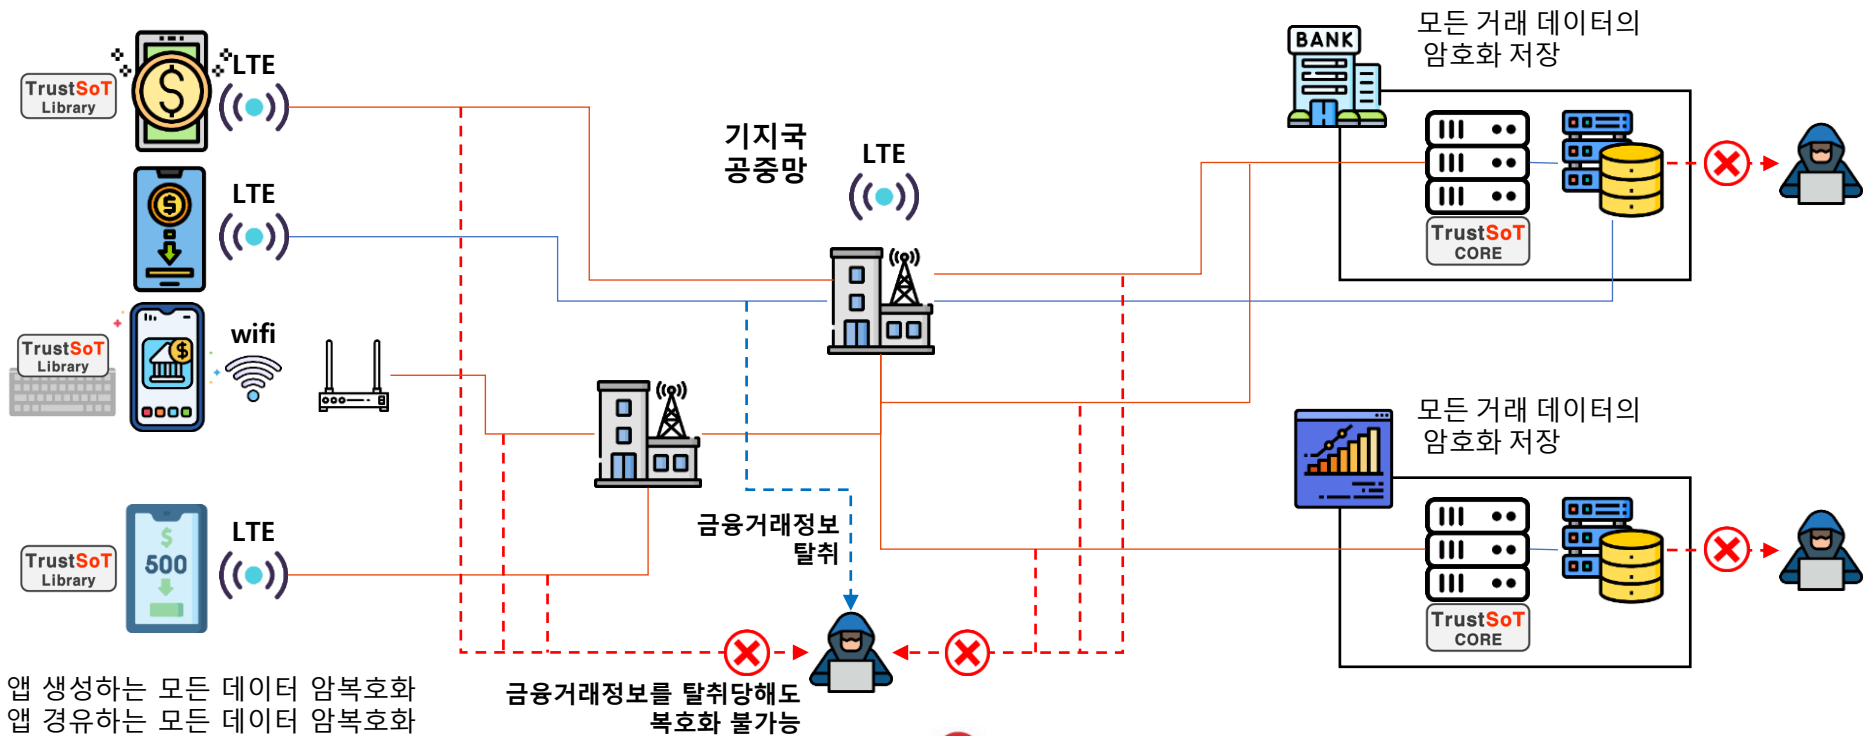 모든 거래 데이터의
암호화 저장
BANK
TrustSoT
Library
LTE
기지국
공중망
LTE
TrustSoT
CORE
LTE
wifi
TrustSoT
Library
모든 거래 데이터의
암호화 저장
금융거래정보
탈취
LTE
TrustSoT
Library
$
500
TrustSoT
CORE
앱 생성하는 모든 데이터 암복호화
앱 경유하는 모든 데이터 암복호화
금융거래정보를 탈취당해도
복호화 불가능